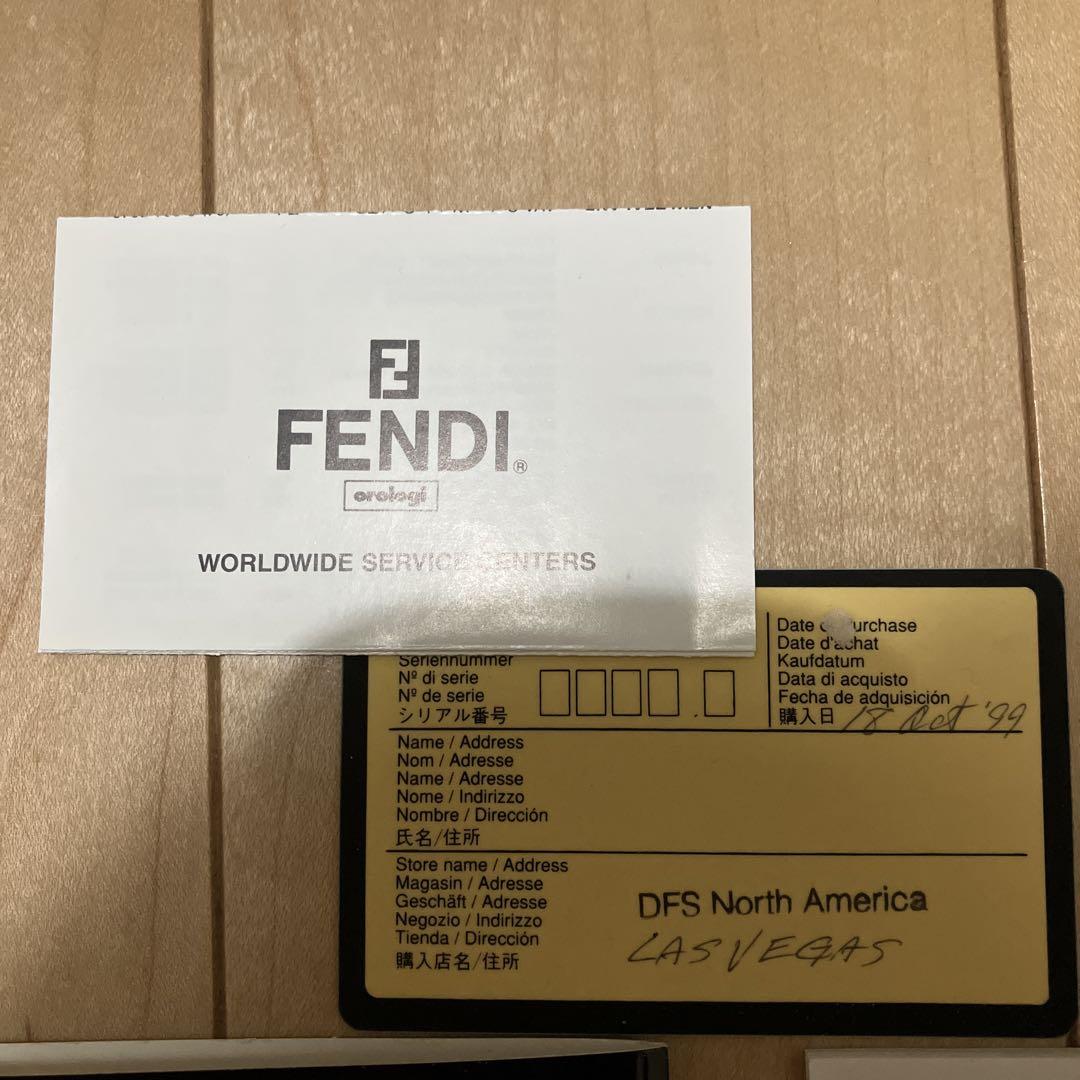 FENDI®
orologi
WORLDWIDE SERVICE CENTERS
Seriennummer
Nº di serie
Nº de serie
シリアル番号
Date of Purchase
Date d'achat
Kaufdatum
Data di acquisto
Fecha de adquisición
購入日 18 Oct '99
Name / Address
Nom / Adresse
Name / Adresse
Nome / Indirizzo
Nombre / Dirección
氏名/住所
Store name / Address
Magasin / Adresse
Geschäft / Adresse
Negozio / Indirizzo
Tienda / Dirección
購入店名/住所
DFS North America
LAS VEGAS